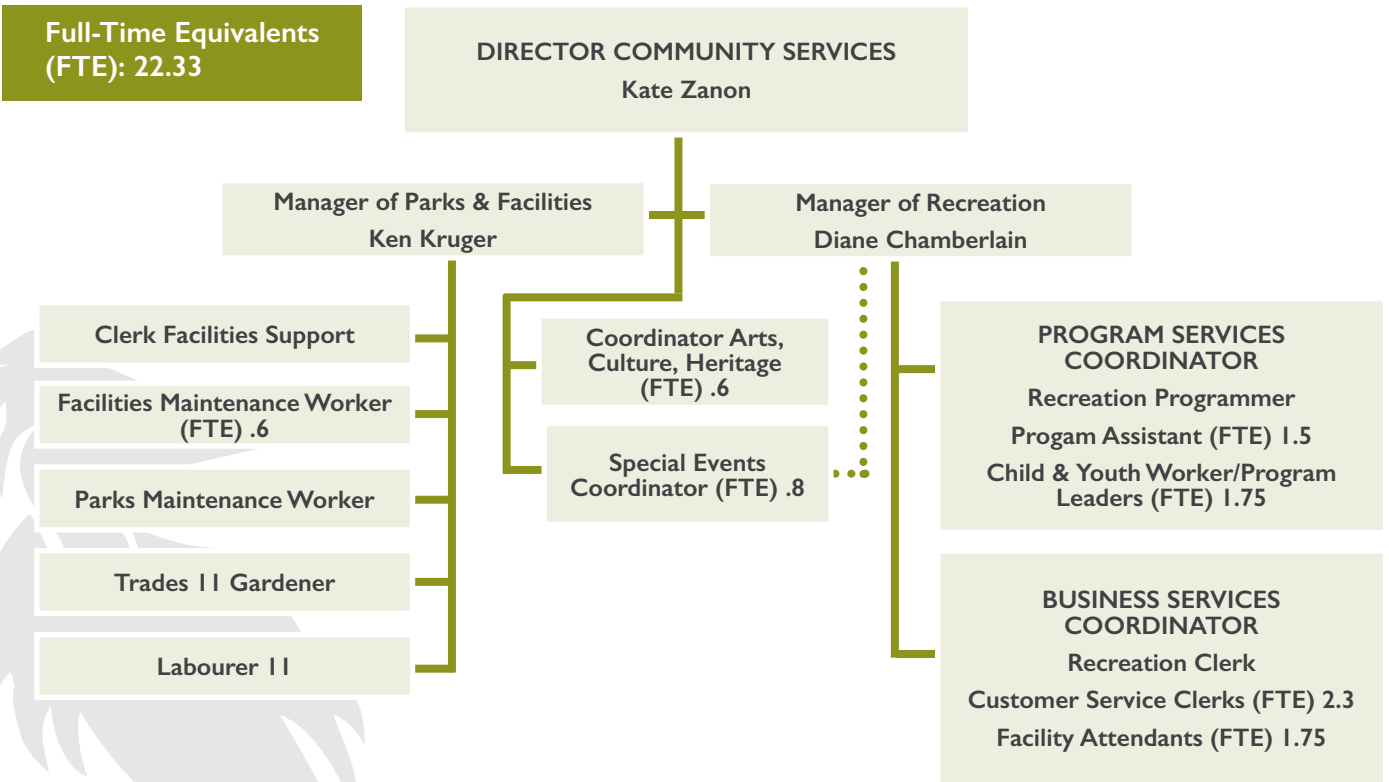 Full-Time Equivalents
(FTE): 22.33
DIRECTOR COMMUNITY SERVICES
Kate Zanon
Manager of Parks & Facilities
Ken Kruger
Manager of Recreation
Diane Chamberlain
Clerk Facilities Support
Facilities Maintenance Worker
(FTE) .6
Parks Maintenance Worker
Trades 11 Gardener
Labourer 11
Coordinator Arts,
Culture, Heritage
(FTE) .6
Special Events
Coordinator (FTE) .8
PROGRAM SERVICES
COORDINATOR
Recreation Programmer
Progam Assistant (FTE) 1.5
Child & Youth Worker/Program
Leaders (FTE) 1.75
BUSINESS SERVICES
COORDINATOR
Recreation Clerk
Customer Service Clerks (FTE) 2.3
Facility Attendants (FTE) 1.75